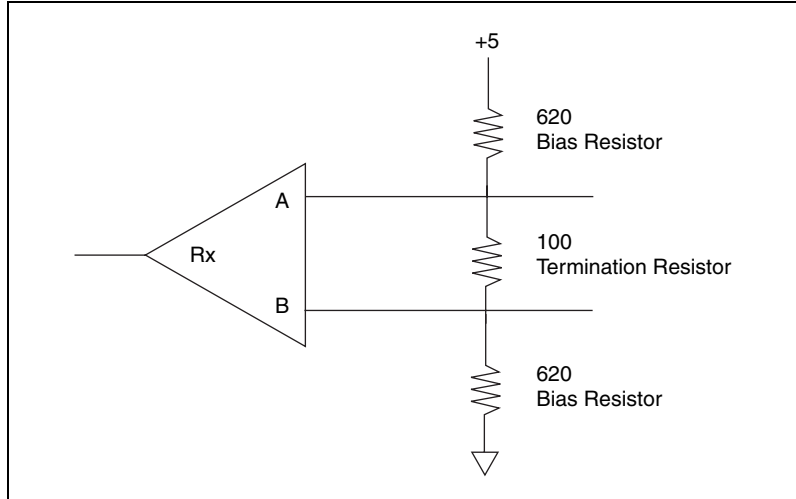 +5
620
Bias Resistor
A
100
Termination Resistor
Rx
B
620
Bias Resistor